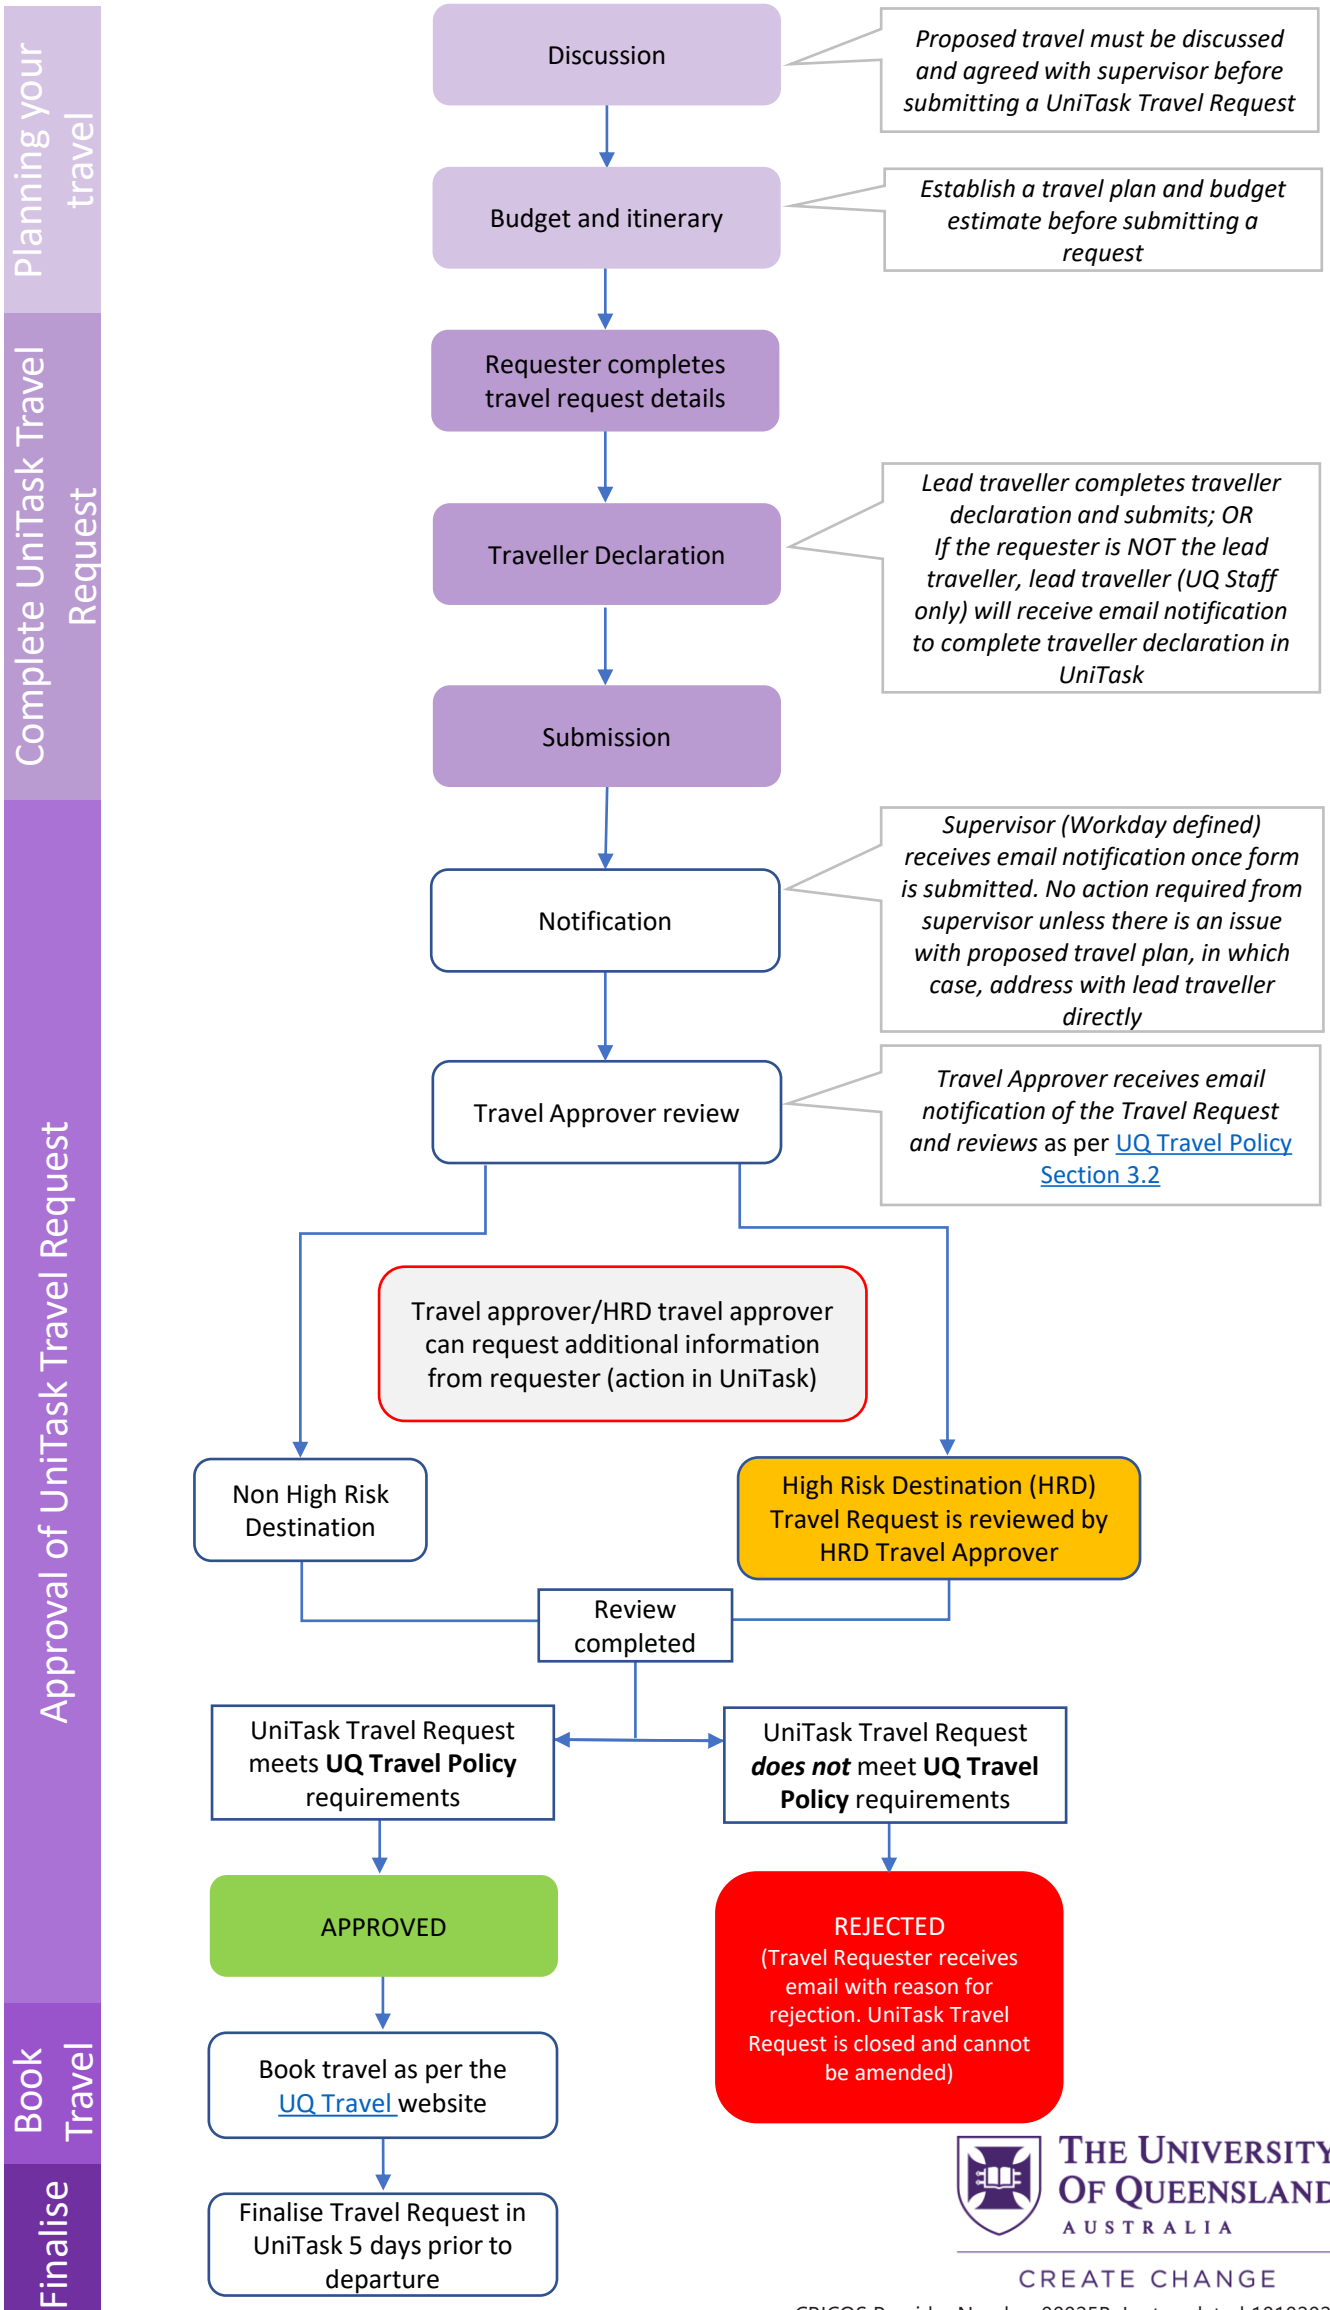 Planning your
travel
Discussion
Proposed travel must be discussed
and agreed with supervisor before
submitting a UniTask Travel Request
Budget and itinerary
Establish a travel plan and budget
estimate before submitting a
request
Complete UniTask Travel
Request
Requester completes
travel request details
Traveller Declaration
Lead traveller completes traveller
declaration and submits; OR
If the requester is NOT the lead
traveller, lead traveller (UQ Staff
only) will receive email notification
to complete traveller declaration in
UniTask
Submission
Approval of UniTask Travel Request
Notification
Supervisor (Workday defined)
receives email notification once form
is submitted. No action required from
supervisor unless there is an issue
with proposed travel plan, in which
case, address with lead traveller
directly
Travel Approver review
Travel Approver receives email
notification of the Travel Request
and reviews as per UQ Travel Policy
Section 3.2
Travel approver/HRD travel approver
can request additional information
from requester (action in UniTask)
Non High Risk
Destination
High Risk Destination (HRD)
Travel Request is reviewed by
HRD Travel Approver
Review
completed
UniTask Travel Request
meets UQ Travel Policy
requirements
UniTask Travel Request
does not meet UQ Travel
Policy requirements
APPROVED
REJECTED
(Travel Requester receives
email with reason for
rejection. UniTask Travel
Request is closed and cannot
be amended)
Book
Travel
Book travel as per the
UQ Travel website
Finalise
Finalise Travel Request in
UniTask 5 days prior to
departure
THE UNIVERSITY
OF QUEENSLAND
AUSTRALIA
CREATE CHANGE